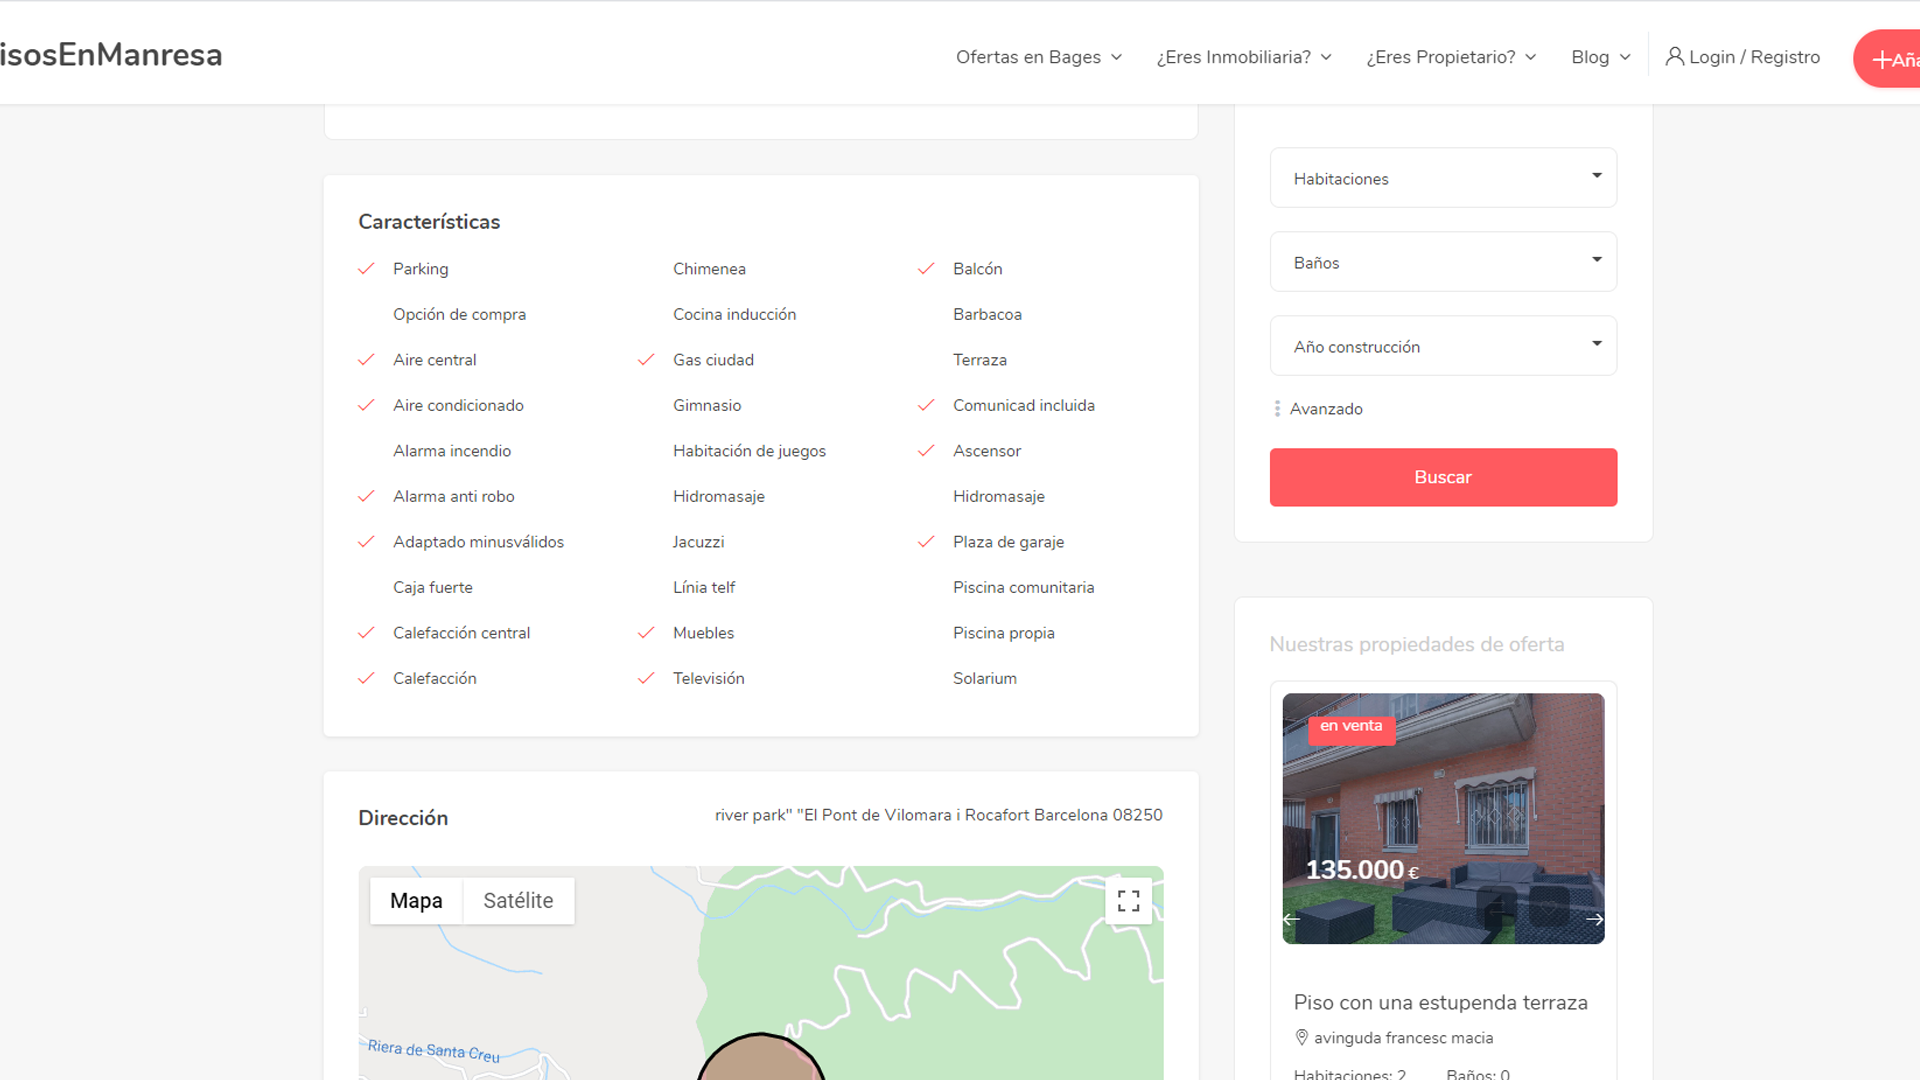 isosEnManresa
Ofertas en Bages
¿Eres Inmobiliaria?
¿Eres Propietario?
Blog
Login / Registro
Características
Parking
Chimenea
Balcón
Opción de compra
Cocina inducción
Barbacoa
Aire central
Gas ciudad
Terraza
Aire condicionado
Gimnasio
Comunicad incluida
Alarma incendio
Habitación de juegos
Ascensor
Alarma anti robo
Hidromasaje
Hidromasaje
Adaptado minusválidos
Jacuzzi
Plaza de garaje
Caja fuerte
Línia telf
Piscina comunitaria
Calefacción central
Muebles
Piscina propia
Calefacción
Televisión
Solarium
Dirección
river park" "El Pont de Vilomara i Rocafort Barcelona 08250
Mapa
Satélite
Riera de Santa Creu
Habitaciones
Baños
Año construcción
Avanzado
Buscar
Nuestras propiedades de oferta
en venta
135.000 €
Piso con una estupenda terraza
avinguda francesc macia
Habitaciones: 2
Baños: 0